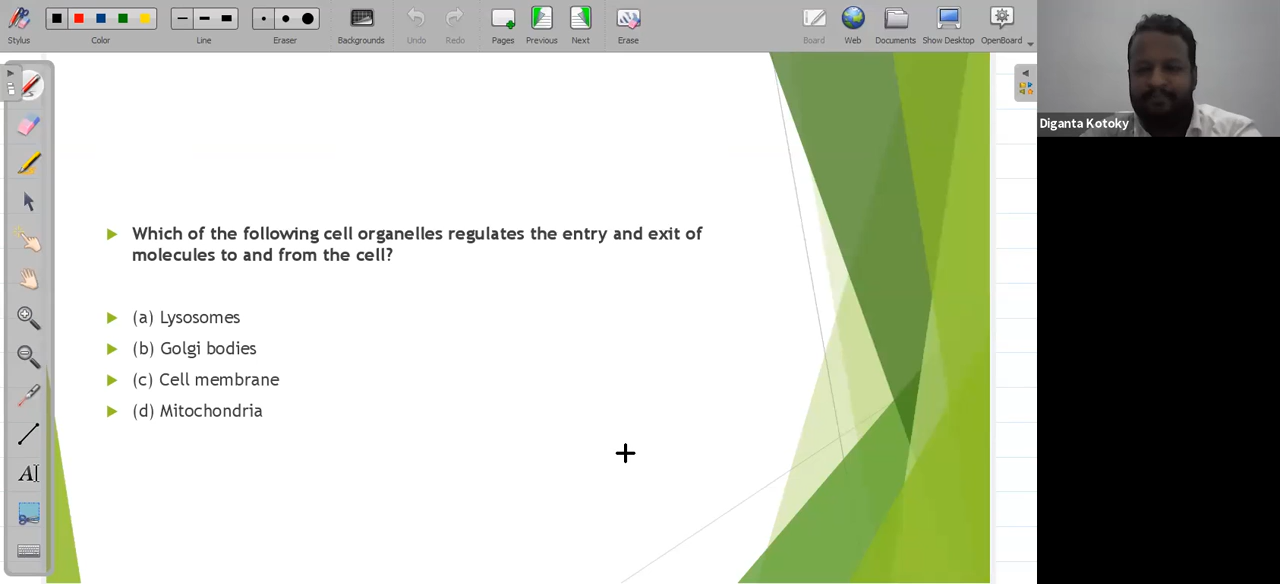 Stylus
Color
Line
Eraser
Backgrounds
Undo
Redo
Pages
Previous
Next
Erase
Board
Web
Documents
Show Desktop
OpenBoard
Diganta Kotoky
Which of the following cell organelles regulates the entry and exit of
molecules to and from the cell?
(a) Lysosomes
(b) Golgi bodies
(c) Cell membrane
(d) Mitochondria